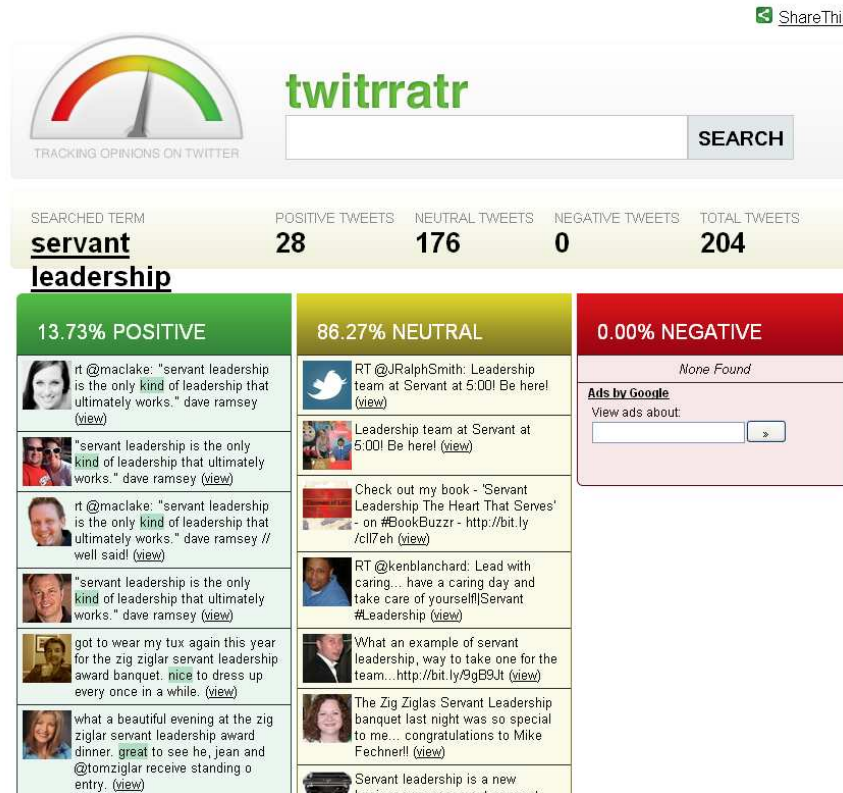 ShareThi
twitrratr
SEARCH
TRACKING OPINIONS ON TWITTER
SEARCHED TERM
servant
leadership
POSITIVE TWEETS
28
NEUTRAL TWEETS
176
NEGATIVE TWEETS
0
TOTAL TWEETS
204
13.73% POSITIVE
rt @maclake: "servant leadership
is the only kind of leadership that
ultimately works." dave ramsey
(view)
"servant leadership is the only
kind of leadership that ultimately
works." dave ramsey (view)
rt @maclake: "servant leadership
is the only kind of leadership that
ultimately works." dave ramsey //
well said! (view)
"servant leadership is the only
kind of leadership that ultimately
works." dave ramsey (view)
got to wear my tux again this year
for the zig ziglar servant leadership
award banquet. nice to dress up
every once in a while. (view)
what a beautiful evening at the zig
ziglar servant leadership award
dinner. great to see he, jean and
@tomziglar receive standing o
entry. (view)
86.27% NEUTRAL
RT @JRalphSmith: Leadership
team at Servant at 5:00! Be here!
(view)
Leadership team at Servant at
5:00! Be here! (view)
Check out my book - 'Servant
Leadership The Heart That Serves'
- on #BookBuzzr - http://bit.ly
/cIl7eh (view)
RT @kenblanchard: Lead with
caring... have a caring day and
take care of yourself!|Servant
#Leadership (view)
What an example of servant
leadership, way to take one for the
team...http://bit.ly/9gB9Jt (view)
The Zig Ziglas Servant Leadership
banquet last night was so special
to me... congratulations to Mike
Fechner!! (view)
Servant leadership is a new
0.00% NEGATIVE
None Found
Ads by Google
View ads about:
»